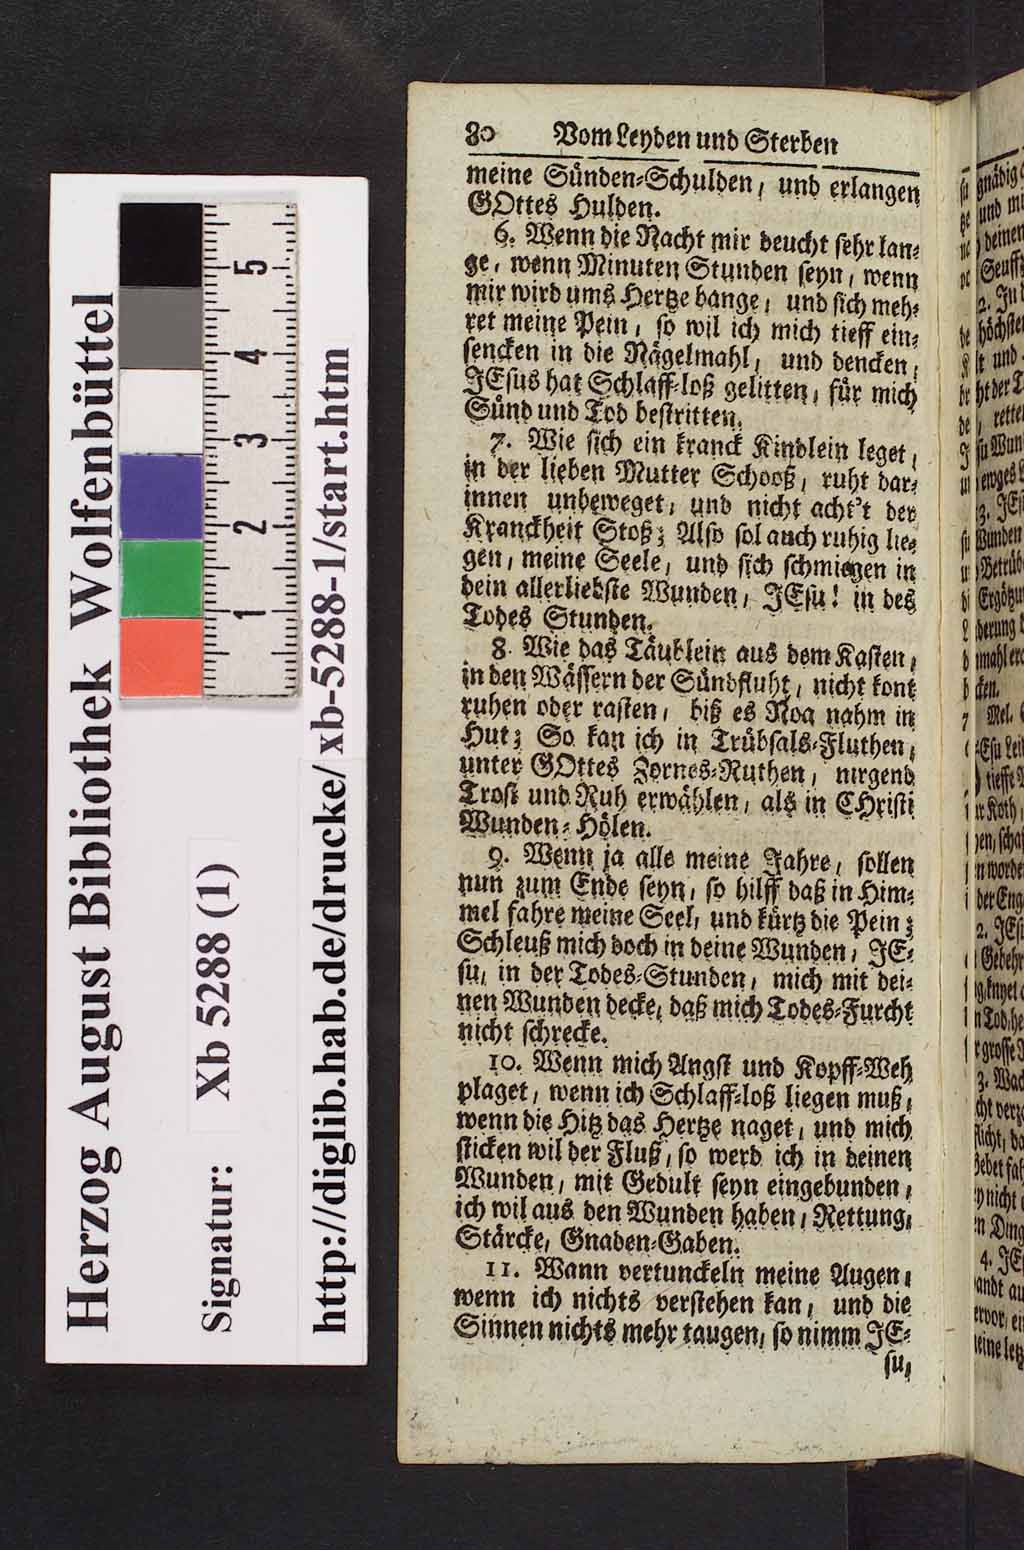 Herzog August Bibliothek Wolfenbüttel
Signatur: Xb 5288 (1)
http://diglib.hab.de/drucke/ xb-5288-1/start.htm
1 2 3 4 5
80 Vom Leyden und Sterben
meine Sünden-Schulden, und erlangen
GOttes Hulden.
6. Wenn die Nacht mir deucht sehr lan-
ge, wenn Minuten Stunden seyn, wenn
mir wird ums Hertze bange, und sich meh-
ret meine Pein, so wil ich mich tieff ein-
sencken in die Nägelmahl, und dencken,
JEsus hat Schlaff-loß gelitten, für mich
Sünd und Tod bestritten.
7. Wie sich ein kranck Kindlein leget,
in der lieben Mutter Schooß, ruht dar-
innen unbeweget, und nicht acht't der
Kranckheit Stoß; Also sol auch ruhig lie-
gen, meine Seele, und sich schmiegen in
dein allerliebste Wunden, JEsu! in des
Todes Stunden.
8. Wie das Täublein aus dem Kasten,
in den Wässern der Sündfluht, nicht kont
ruhen oder rasten, biß es Noa nahm in
Hut; So kan ich in Trübsals-Fluthen,
unter GOttes Zornes-Ruthen, nirgend
Trost und Ruh erwählen, als in CHristi
Wunden-Hölen.
9. Wenn ja alle meine Jahre, sollen
nun zum Ende seyn, so hilff daß in Him-
mel fahre meine Seel, und kürtz die Pein;
Schleuß mich doch in deine Wunden, JE-
su, in der Todes-Stunden, mich mit dei-
nen Wunden decke, daß mich Todes-Furcht
nicht schrecke.
10. Wenn mich Angst und Kopff-Weh
plaget, wenn ich Schlaff-loß liegen muß,
wenn die Hitz das Hertze naget, und mich
sticken wil der Fluß, so werd ich in deinen
Wunden, mit Gedult seyn eingebunden,
ich wil aus den Wunden haben, Rettung,
Stärcke, Gnaden-Gaben.
11. Wann vertunckeln meine Augen,
wenn ich nichts verstehen kan, und die
Sinnen nichts mehr taugen, so nimm JE-
su,